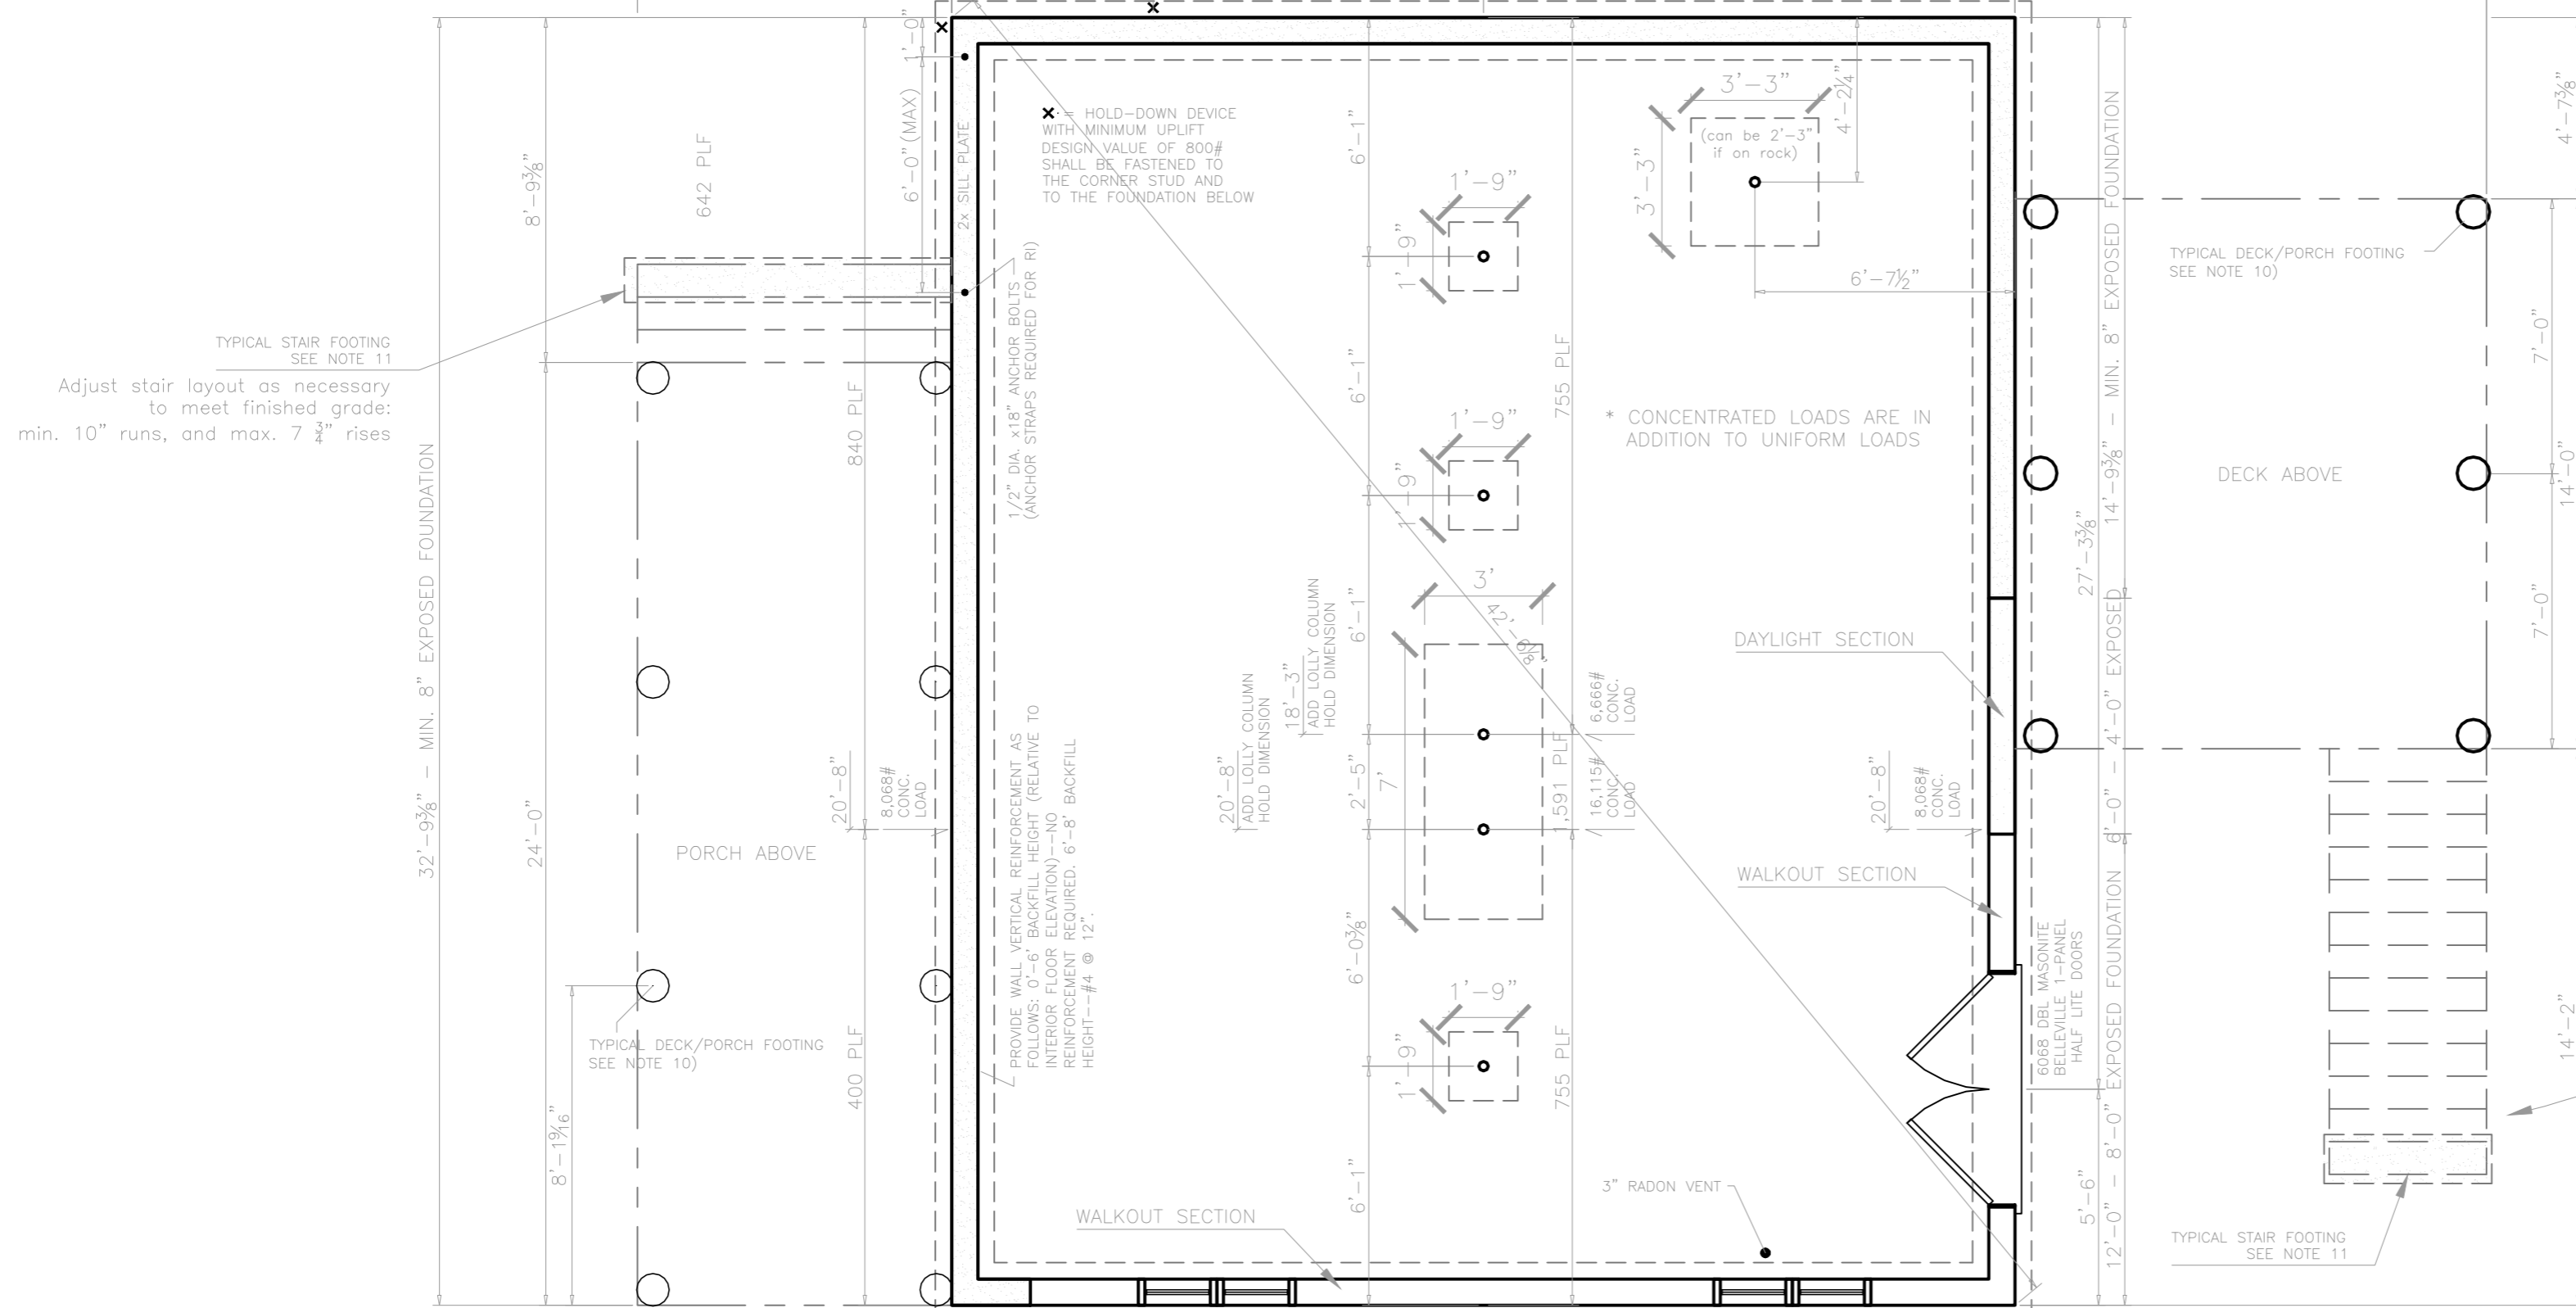 32'-9⅜" – MIN. 8" EXPOSED FOUNDATION
8'-9⅜"
24'-0"
8'-1 9/16"
642 PLF
1'-0"
6'-0" (MAX)
2x SILL PLATE
TYPICAL STAIR FOOTING
SEE NOTE 11
Adjust stair layout as necessary
to meet finished grade:
min. 10" runs, and max. 7 ¾" rises
840 PLF
20'-8"
8,068#
CONC.
LOAD
PORCH ABOVE
400 PLF
TYPICAL DECK/PORCH FOOTING
SEE NOTE 10)
x = HOLD-DOWN DEVICE
WITH MINIMUM UPLIFT
DESIGN VALUE OF 800#
SHALL BE FASTENED TO
THE CORNER STUD AND
TO THE FOUNDATION BELOW
1/2" DIA. x18" ANCHOR BOLTS
(ANCHOR STRAPS REQUIRED FOR RI)
PROVIDE WALL VERTICAL REINFORCEMENT AS
FOLLOWS: 0'-6' BACKFILL HEIGHT (RELATIVE TO
INTERIOR FLOOR ELEVATION)--NO
REINFORCEMENT REQUIRED. 6'-8' BACKFILL
HEIGHT--#4 @ 12".
20'-8"
ADD LOLLY COLUMN
HOLD DIMENSION
18'-3"
ADD LOLLY COLUMN
HOLD DIMENSION
6'-1"
6'-1"
6'-1"
2'-5"
6'-0⅜"
6'-1"
1'-9"
1'-9"
1'-9"
1'-9"
3'
7'
1'-9"
1'-9"
42'-6⅛"
755 PLF
1,591 PLF
755 PLF
6,666#
CONC.
LOAD
16,115#
CONC.
LOAD
3'-3"
3'-3"
(can be 2'-3"
if on rock)
4'-2¼"
6'-7½"
* CONCENTRATED LOADS ARE IN
ADDITION TO UNIFORM LOADS
DAYLIGHT SECTION
20'-8"
8,068#
CONC.
LOAD
WALKOUT SECTION
3" RADON VENT
WALKOUT SECTION
6068 DBL MASONITE
BELLEVILLE 1-PANEL
HALF LITE DOORS
27'-3⅜"
5'-6"
14'-9⅜" – MIN. 8" EXPOSED FOUNDATION
6'-0" – 4'-0" EXPOSED
12'-0" – 8'-0" EXPOSED FOUNDATION
TYPICAL DECK/PORCH FOOTING
SEE NOTE 10)
DECK ABOVE
4'-7⅜"
7'-0"
14'-0"
7'-0"
14'-2"
TYPICAL STAIR FOOTING
SEE NOTE 11